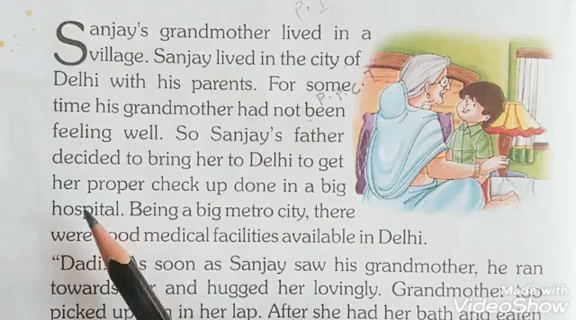 P. 1
Sanjay's grandmother lived in a
village. Sanjay lived in the city of
Delhi with his parents. For some
time his grandmother had not been
feeling well. So Sanjay's father
decided to bring her to Delhi to get
her proper check up done in a big
hospital. Being a big metro city, there
were good medical facilities available in Delhi.
"Dadi as soon as Sanjay saw his grandmother, he ran
towards and hugged her lovingly. Grandmother
picked up in her lap. After she had her bath and eaten
Made with
VideoShow